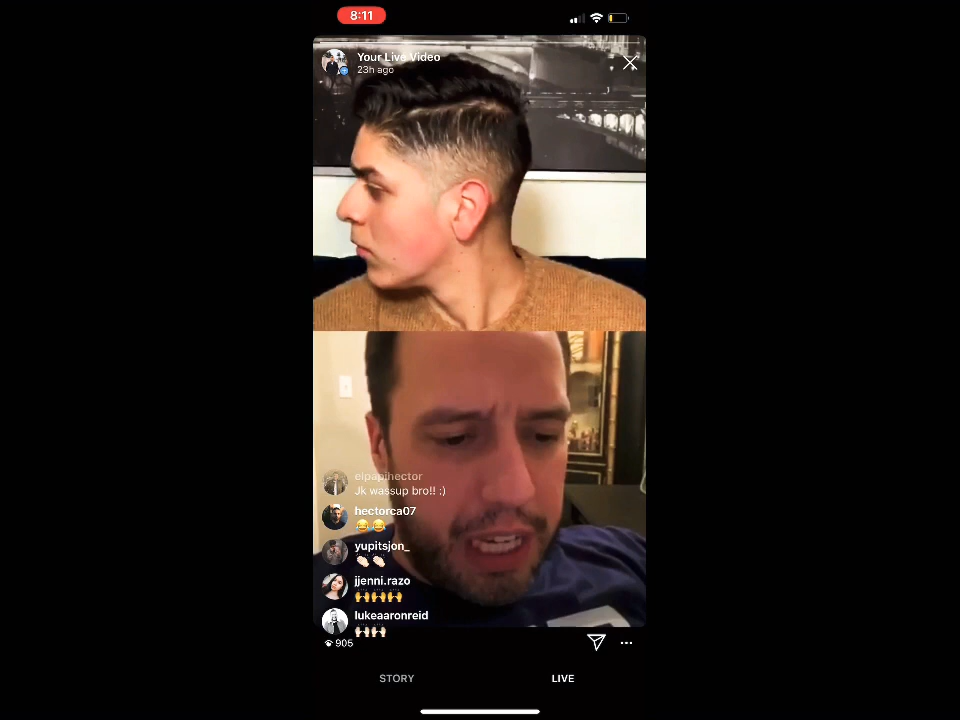 8:11
Your Live Video
23h ago
elpapihector
Jk wassup bro!! :)
hectorca07
😂😂
yupitsjon_
👏🏻👏🏻
jjenni.razo
🙌🙌🙌
lukeaaronreid
🙌🏻🙌🏻
905
STORY
LIVE